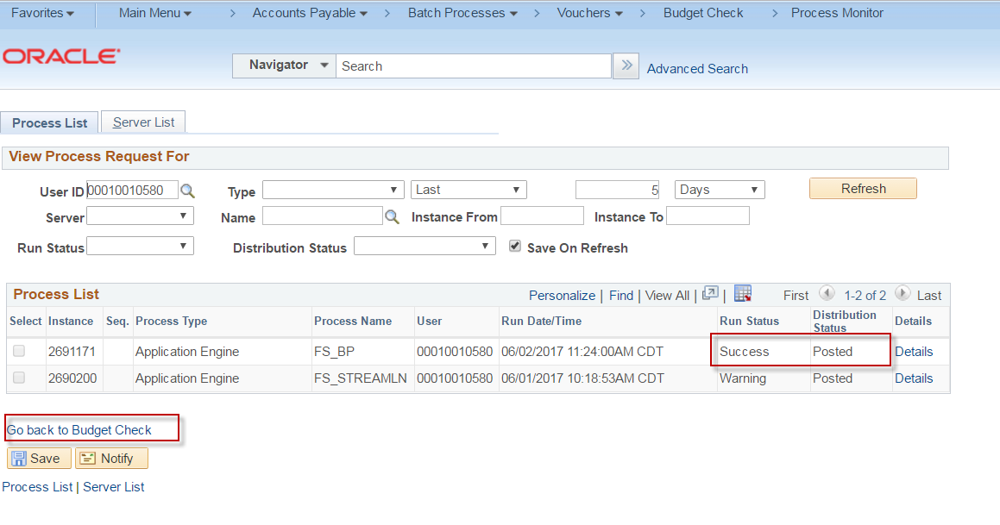 Favorites Main Menu > Accounts Payable > Batch Processes > Vouchers > Budget Check > Process Monitor
ORACLE®
Navigator Search Advanced Search
Process List Server List
View Process Request For
User ID 00010010580 Type Last 5 Days Refresh
Server Name Instance From Instance To
Run Status Distribution Status Save On Refresh
Process List Personalize | Find | View All | | First 1-2 of 2 Last
Select Instance Seq. Process Type Process Name User Run Date/Time Run Status Distribution Status Details
2691171 Application Engine FS_BP 00010010580 06/02/2017 11:24:00AM CDT Success Posted Details
2690200 Application Engine FS_STREAMLN 00010010580 06/01/2017 10:18:53AM CDT Warning Posted Details
Go back to Budget Check
Save Notify
Process List | Server List